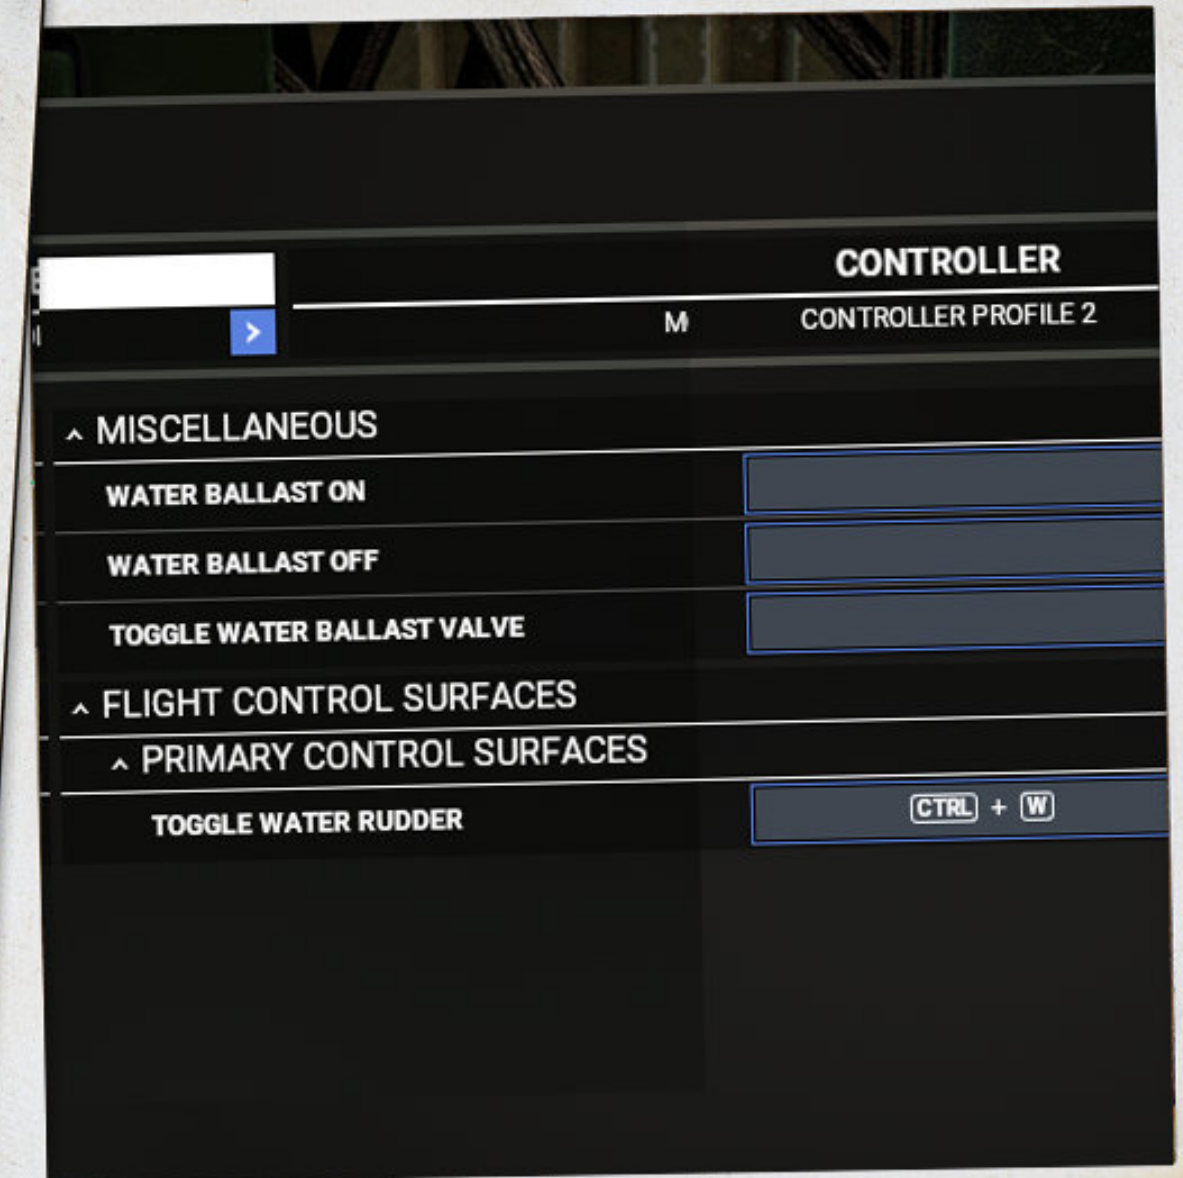 CONTROLLER
CONTROLLER PROFILE 2
MISCELLANEOUS
WATER BALLAST ON
WATER BALLAST OFF
TOGGLE WATER BALLAST VALVE
FLIGHT CONTROL SURFACES
PRIMARY CONTROL SURFACES
TOGGLE WATER RUDDER CTRL + W